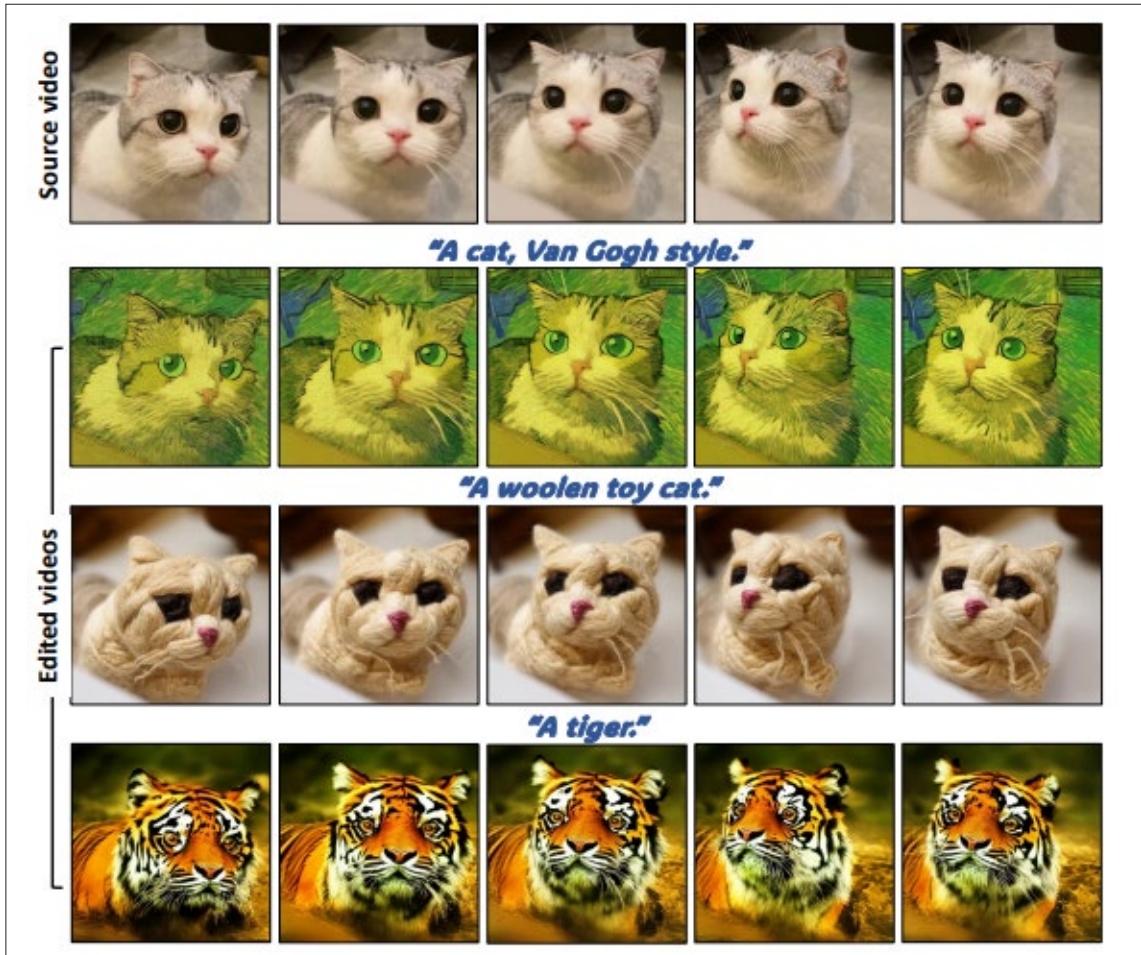 Source video
“A cat, Van Gogh style.”
“A woolen toy cat.”
Edited videos
“A tiger.”